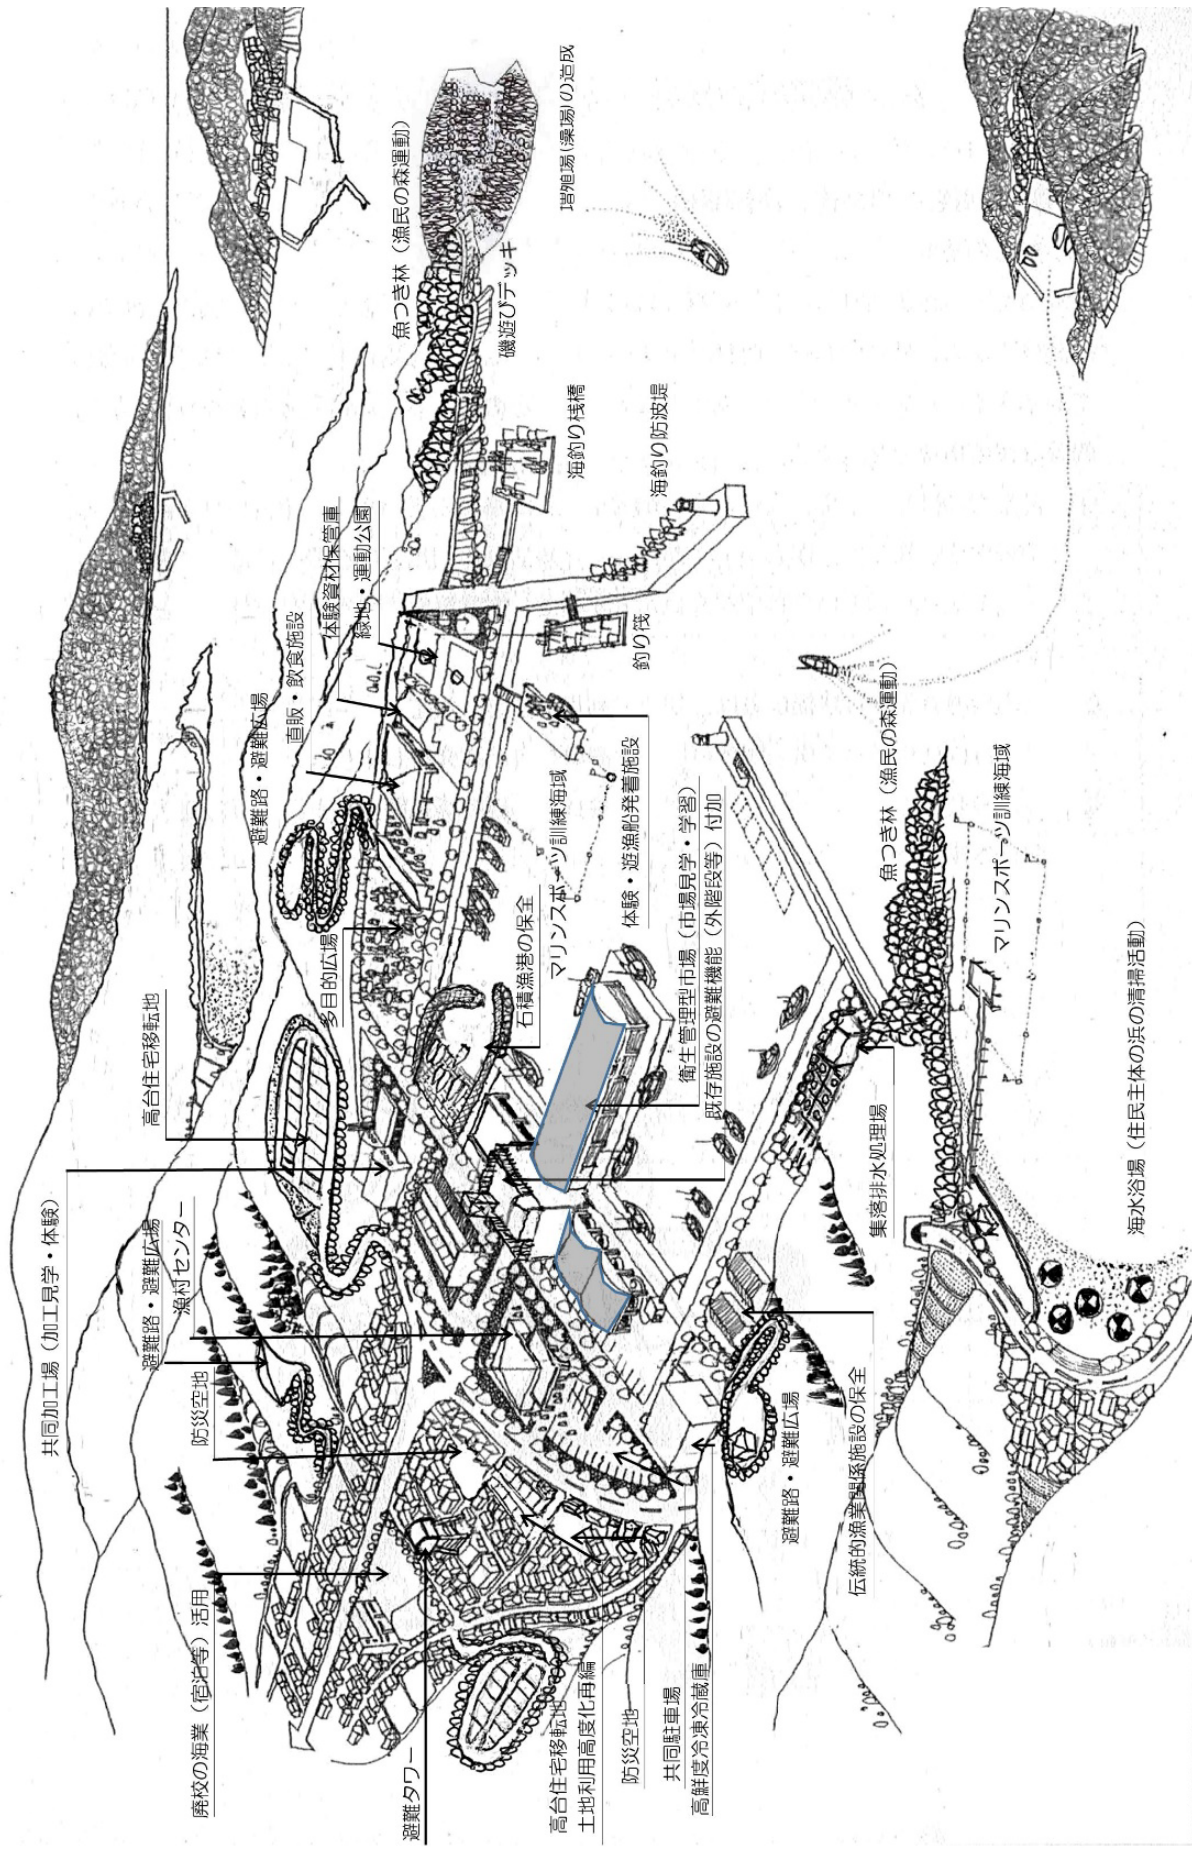 共同加工場（加工見学・体験）
避難路・避難広場
高台住宅移転地
漁村センター
防災空地
廃校の海業（宿泊等）活用
避難路・避難広場
直販・飲食施設
体験資材保管庫
緑地・運動公園
多目的広場
魚つき林（漁民の森運動）
避難タワー
磯遊びデッキ
石積漁港の保全
高台住宅移転地
土地利用高度化再編
マリンスポーツ訓練海域
増殖場(藻場)の造成
海釣り桟橋
防災空地
体験・遊漁船発着施設
釣り筏
海釣り防波堤
共同駐車場
高鮮度冷凍冷蔵庫
衛生管理型市場（市場見学・学習）
既存施設の避難機能（外階段等）付加
避難路・避難広場
伝統的漁業関係施設の保全
集落排水処理場
魚つき林（漁民の森運動）
マリンスポーツ訓練海域
海水浴場（住民主体の浜の清掃活動）